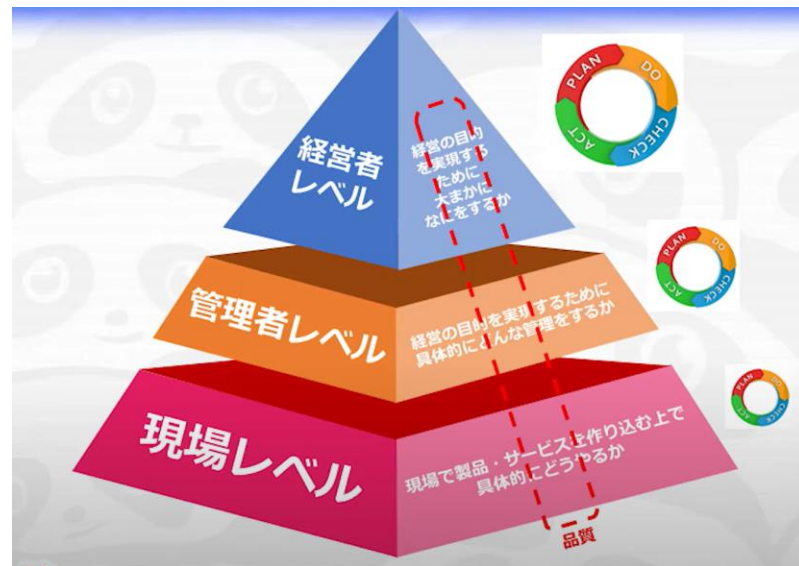 経営者
レベル
経営の目的
を実現する
ために
大まかに
なにをするか
PLAN
DO
CHECK
ACT
管理者レベル
経営の目的を実現するために
具体的にどんな管理をするか
PLAN
DO
CHECK
ACT
現場レベル
現場で製品・サービスを作り込む上で
具体的にどうやるか
PLAN
DO
CHECK
ACT
品質